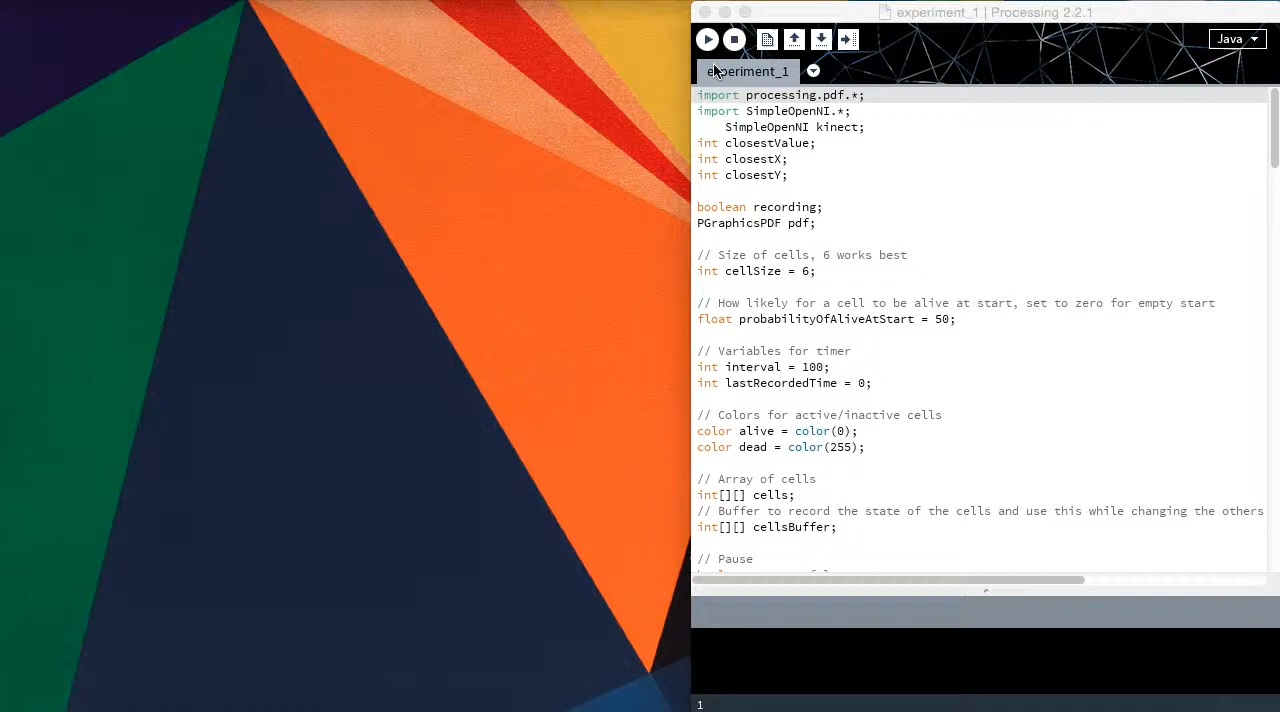 experiment_1 | Processing 2.2.1
Java
experiment_1
import processing.pdf.*;
import SimpleOpenNI.*;
SimpleOpenNI kinect;
int closestValue;
int closestX;
int closestY;
boolean recording;
PGraphicsPDF pdf;
// Size of cells, 6 works best
int cellSize = 6;
// How likely for a cell to be alive at start, set to zero for empty start
float probabilityOfAliveAtStart = 50;
// Variables for timer
int interval = 100;
int lastRecordedTime = 0;
// Colors for active/inactive cells
color alive = color(0);
color dead = color(255);
// Array of cells
int[][] cells;
// Buffer to record the state of the cells and use this while changing the others
int[][] cellsBuffer;
// Pause
1